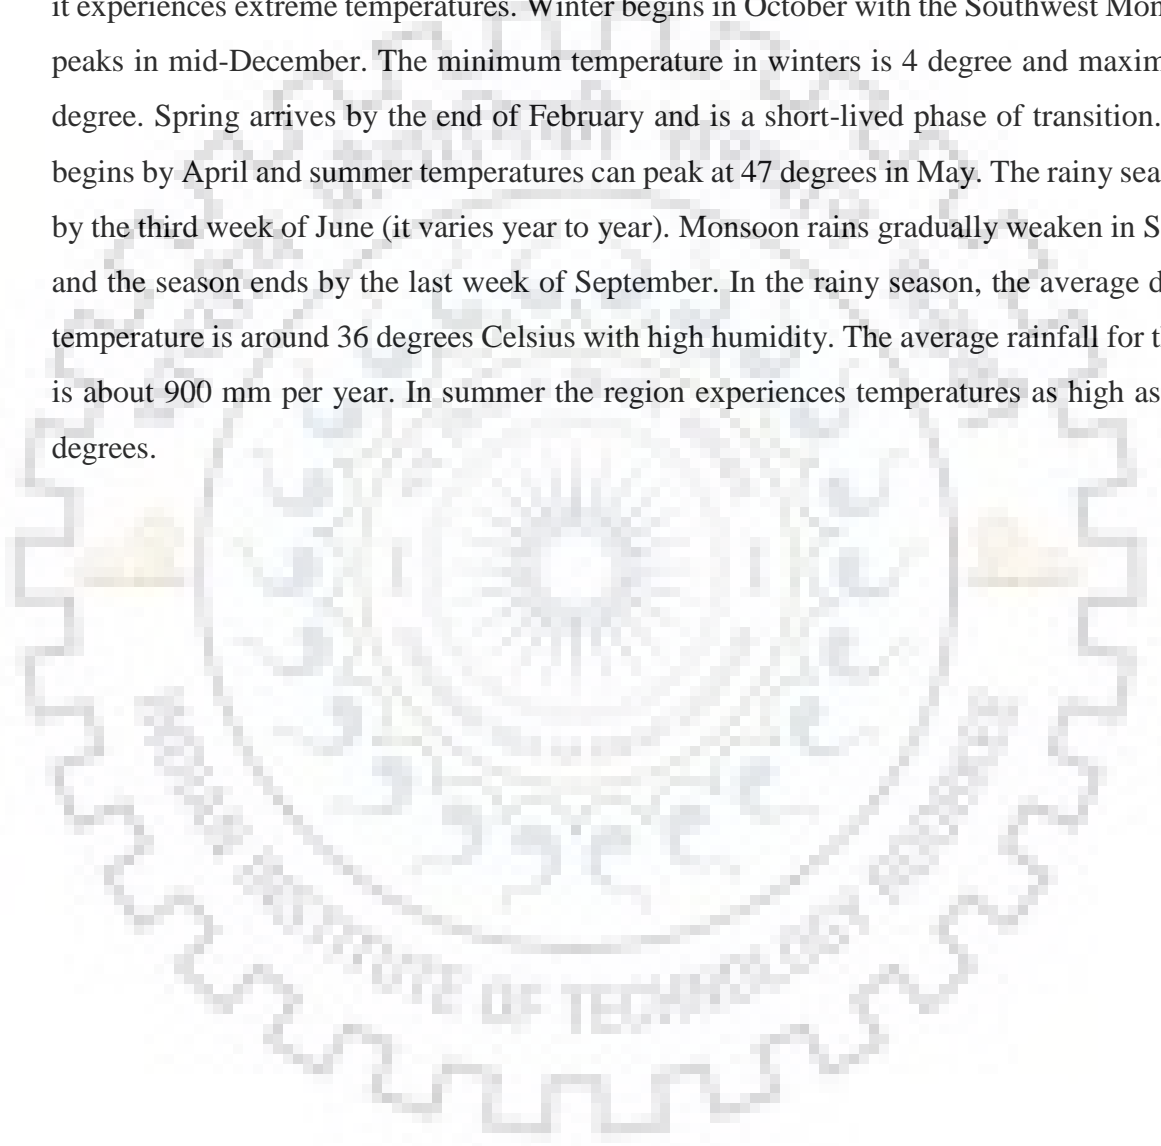 it experiences extreme temperatures. Winter begins in October with the Southwest Mon
peaks in mid-December. The minimum temperature in winters is 4 degree and maxim
degree. Spring arrives by the end of February and is a short-lived phase of transition.
begins by April and summer temperatures can peak at 47 degrees in May. The rainy sea
by the third week of June (it varies year to year). Monsoon rains gradually weaken in S
and the season ends by the last week of September. In the rainy season, the average d
temperature is around 36 degrees Celsius with high humidity. The average rainfall for t
is about 900 mm per year. In summer the region experiences temperatures as high as
degrees.
INSTITUTE OF TECHNOLOGY